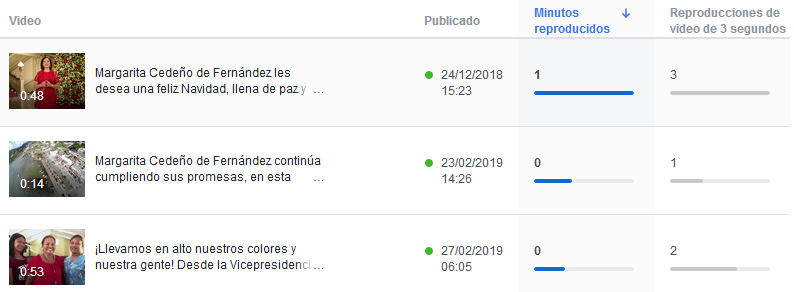 Video
Publicado
Minutos
reproducidos
Reproducciones de
video de 3 segundos
0:48
Margarita Cedeño de Fernández les
desea una feliz Navidad, llena de paz y ...
24/12/2018
15:23
1
3
0:14
Margarita Cedeño de Fernández continúa
cumpliendo sus promesas, en esta ...
23/02/2019
14:26
0
1
0:53
¡Llevamos en alto nuestros colores y
nuestra gente! Desde la Vicepresidenci...
27/02/2019
06:05
0
2